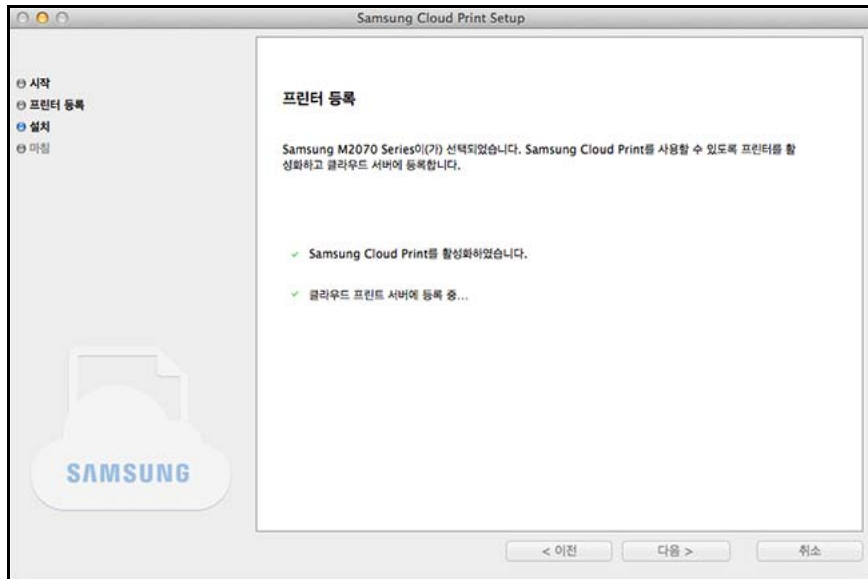 Samsung Cloud Print Setup
시작
프린터 등록
설치
마침
프린터 등록
Samsung M2070 Series이(가) 선택되었습니다. Samsung Cloud Print를 사용할 수 있도록 프린터를 활
성화하고 클라우드 서버에 등록합니다.
Samsung Cloud Print를 활성화하였습니다.
클라우드 프린트 서버에 등록 중...
SAMSUNG
< 이전
다음 >
취소